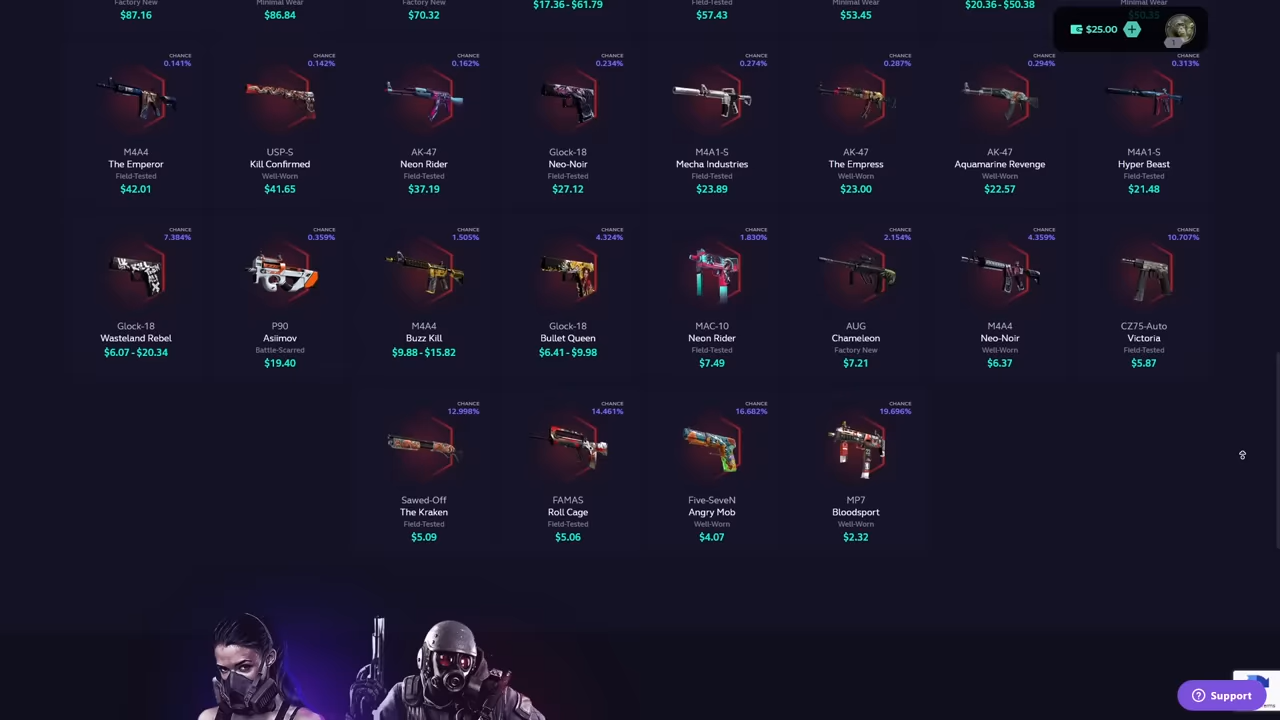 Factory New
$87.16
Minimal Wear
$86.84
Factory New
$70.32
$17.36 - $61.79
Field-Tested
$57.43
Minimal Wear
$53.45
$20.36 - $50.38
Minimal Wear
$50.35
$25.00
1
CHANCE
0.141%
M4A4
The Emperor
Field-Tested
$42.01
CHANCE
0.142%
USP-S
Kill Confirmed
Well-Worn
$41.65
CHANCE
0.162%
AK-47
Neon Rider
Field-Tested
$37.19
CHANCE
0.234%
Glock-18
Neo-Noir
Field-Tested
$27.12
CHANCE
0.274%
M4A1-S
Mecha Industries
Field-Tested
$23.89
CHANCE
0.287%
AK-47
The Empress
Well-Worn
$23.00
CHANCE
0.294%
AK-47
Aquamarine Revenge
Well-Worn
$22.57
CHANCE
0.313%
M4A1-S
Hyper Beast
Field-Tested
$21.48
CHANCE
7.384%
Glock-18
Wasteland Rebel
$6.07 - $20.34
CHANCE
0.359%
P90
Asiimov
Battle-Scarred
$19.40
CHANCE
1.505%
M4A4
Buzz Kill
$9.88 - $15.82
CHANCE
4.324%
Glock-18
Bullet Queen
$6.41 - $9.98
CHANCE
1.830%
MAC-10
Neon Rider
Field-Tested
$7.49
CHANCE
2.154%
AUG
Chameleon
Factory New
$7.21
CHANCE
4.359%
M4A4
Neo-Noir
Well-Worn
$6.37
CHANCE
10.707%
CZ75-Auto
Victoria
Field-Tested
$5.87
CHANCE
12.998%
Sawed-Off
The Kraken
Field-Tested
$5.09
CHANCE
14.461%
FAMAS
Roll Cage
Field-Tested
$5.06
CHANCE
16.682%
Five-SeveN
Angry Mob
Well-Worn
$4.07
CHANCE
19.696%
MP7
Bloodsport
Well-Worn
$2.32
Support